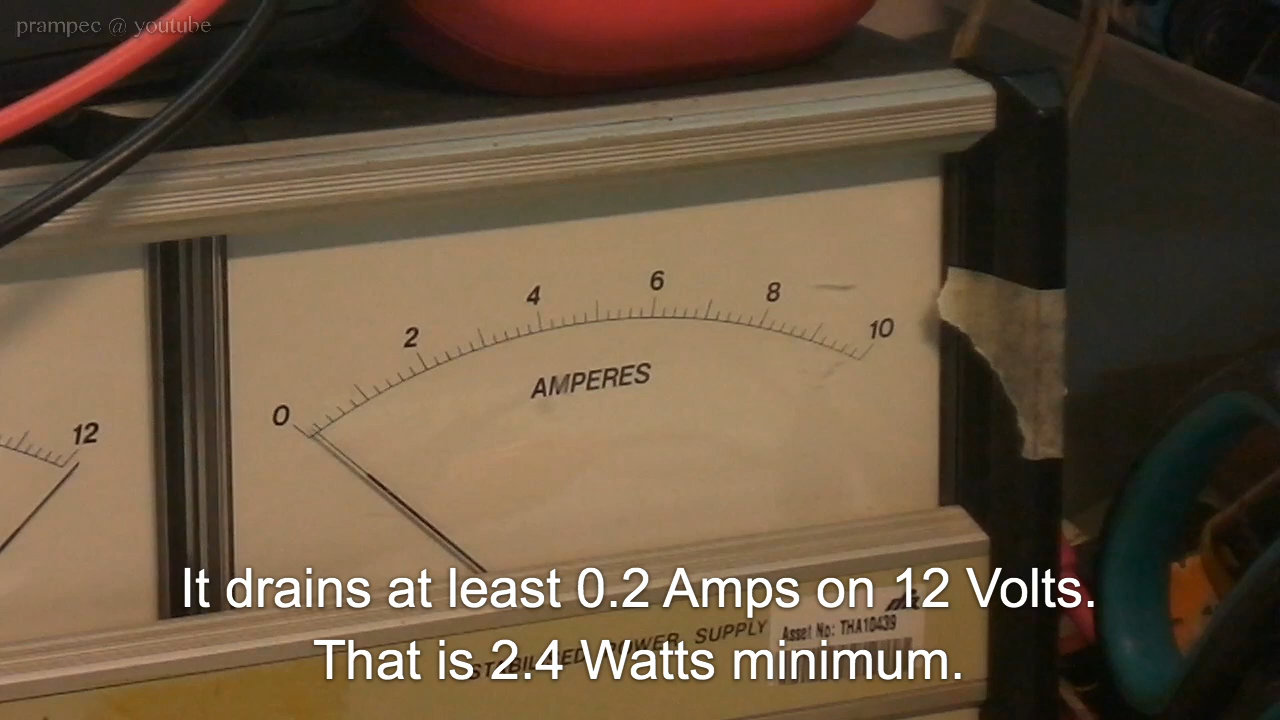 prampec @ youtube
0
2
4
6
8
10
AMPERES
12
It drains at least 0.2 Amps on 12 Volts.
Asset No: THA10439
STABILISED POWER SUPPLY
That is 2.4 Watts minimum.